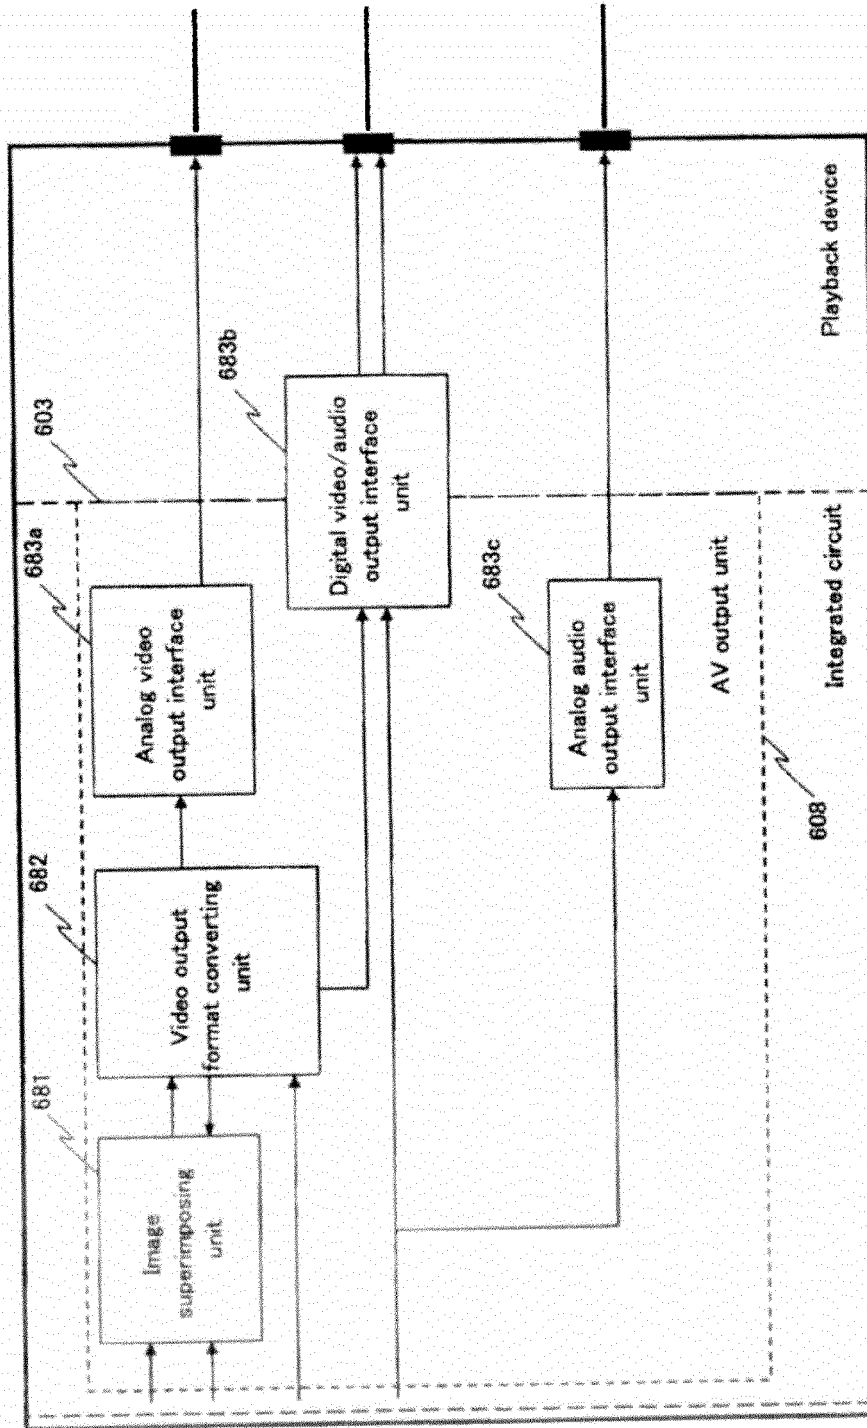 681
Image
superimposing
unit
682
Video output
format converting
unit
683a
Analog video
output interface
unit
603
683b
Digital video/audio
output interface
unit
683c
Analog audio
output interface
unit
AV output unit
608
Integrated circuit
Playback device